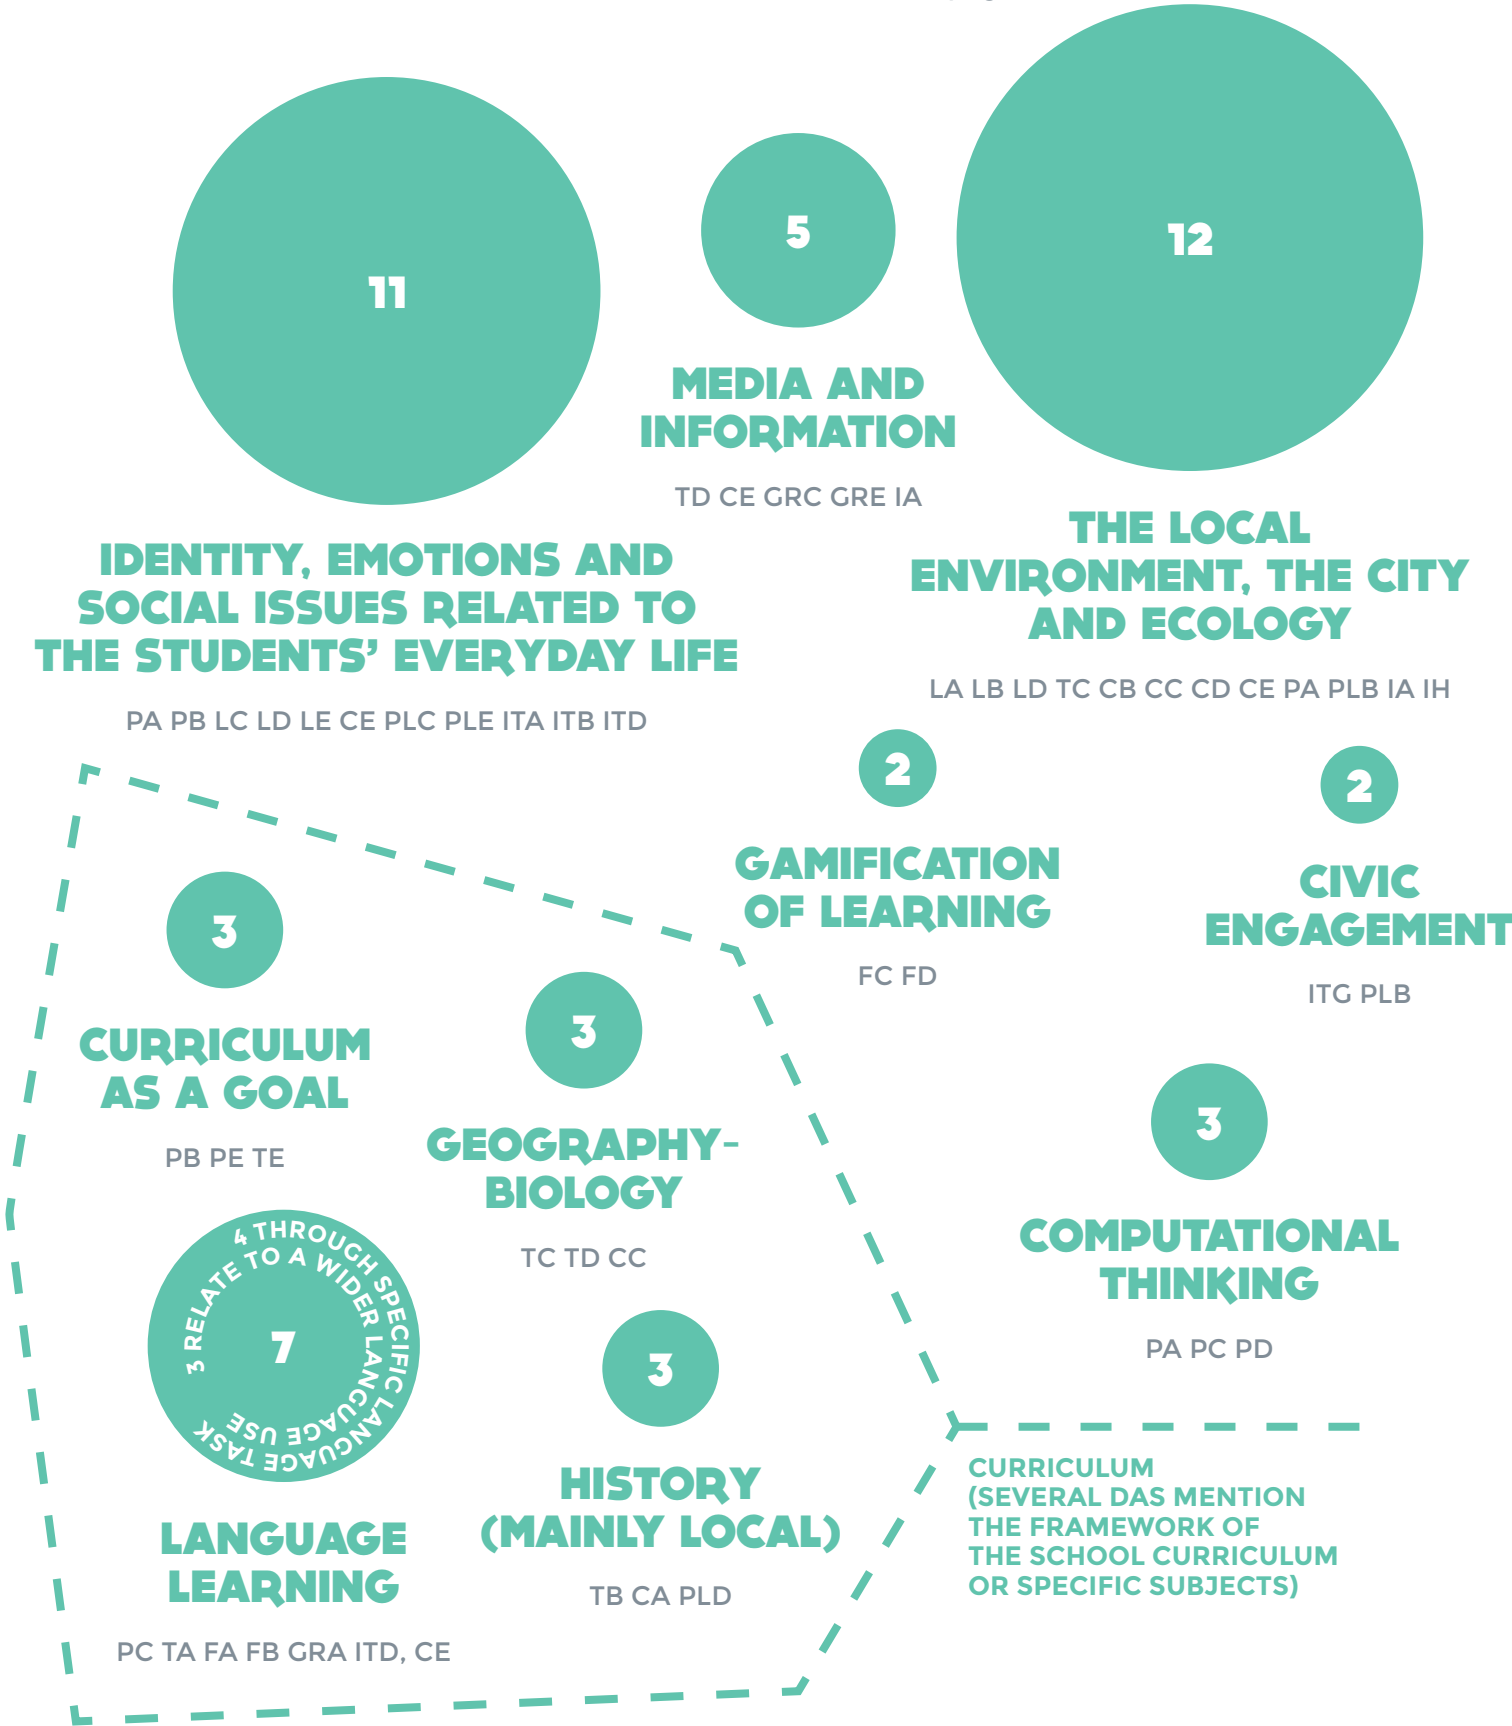 11
5
12
MEDIA AND
INFORMATION
TD CE GRC GRE IA
IDENTITY, EMOTIONS AND
SOCIAL ISSUES RELATED TO
THE STUDENTS' EVERYDAY LIFE
PA PB LC LD LE CE PLC PLE ITA ITB ITD
THE LOCAL
ENVIRONMENT, THE CITY
AND ECOLOGY
LA LB LD TC CB CC CD CE PA PLB IA IH
2
GAMIFICATION
OF LEARNING
FC FD
2
CIVIC
ENGAGEMENT
ITG PLB
3
CURRICULUM
AS A GOAL
PB PE TE
3
GEOGRAPHY-
BIOLOGY
TC TD CC
3
COMPUTATIONAL
THINKING
PA PC PD
4 THROUGH SPECIFIC LANGUAGE TASK
3 RELATE TO A WIDER LANGUAGE USE
7
LANGUAGE
LEARNING
PC TA FA FB GRA ITD, CE
3
HISTORY
(MAINLY LOCAL)
TB CA PLD
CURRICULUM
(SEVERAL DAS MENTION
THE FRAMEWORK OF
THE SCHOOL CURRICULUM
OR SPECIFIC SUBJECTS)